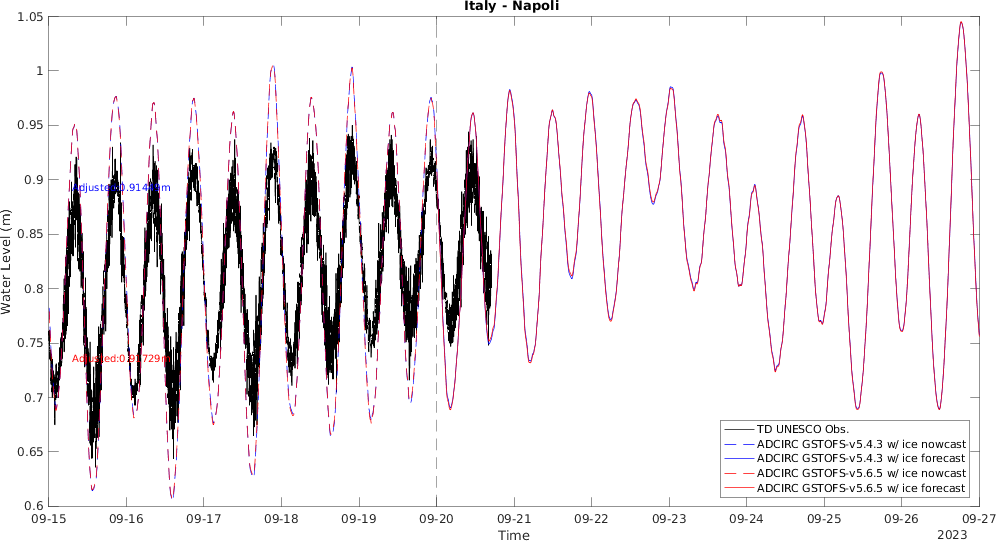 Italy - Napoli
1.05
1
0.95
0.9
0.85
0.8
0.75
0.7
0.65
0.6
Water Level (m)
TD UNESCO Obs.
ADCIRC GSTOFS-v5.4.3 w/ ice nowcast
ADCIRC GSTOFS-v5.4.3 w/ ice forecast
ADCIRC GSTOFS-v5.6.5 w/ ice nowcast
ADCIRC GSTOFS-v5.6.5 w/ ice forecast
09-15 09-16 09-17 09-18 09-19 09-20 09-21 09-22 09-23 09-24 09-25 09-26 09-27
Time
2023